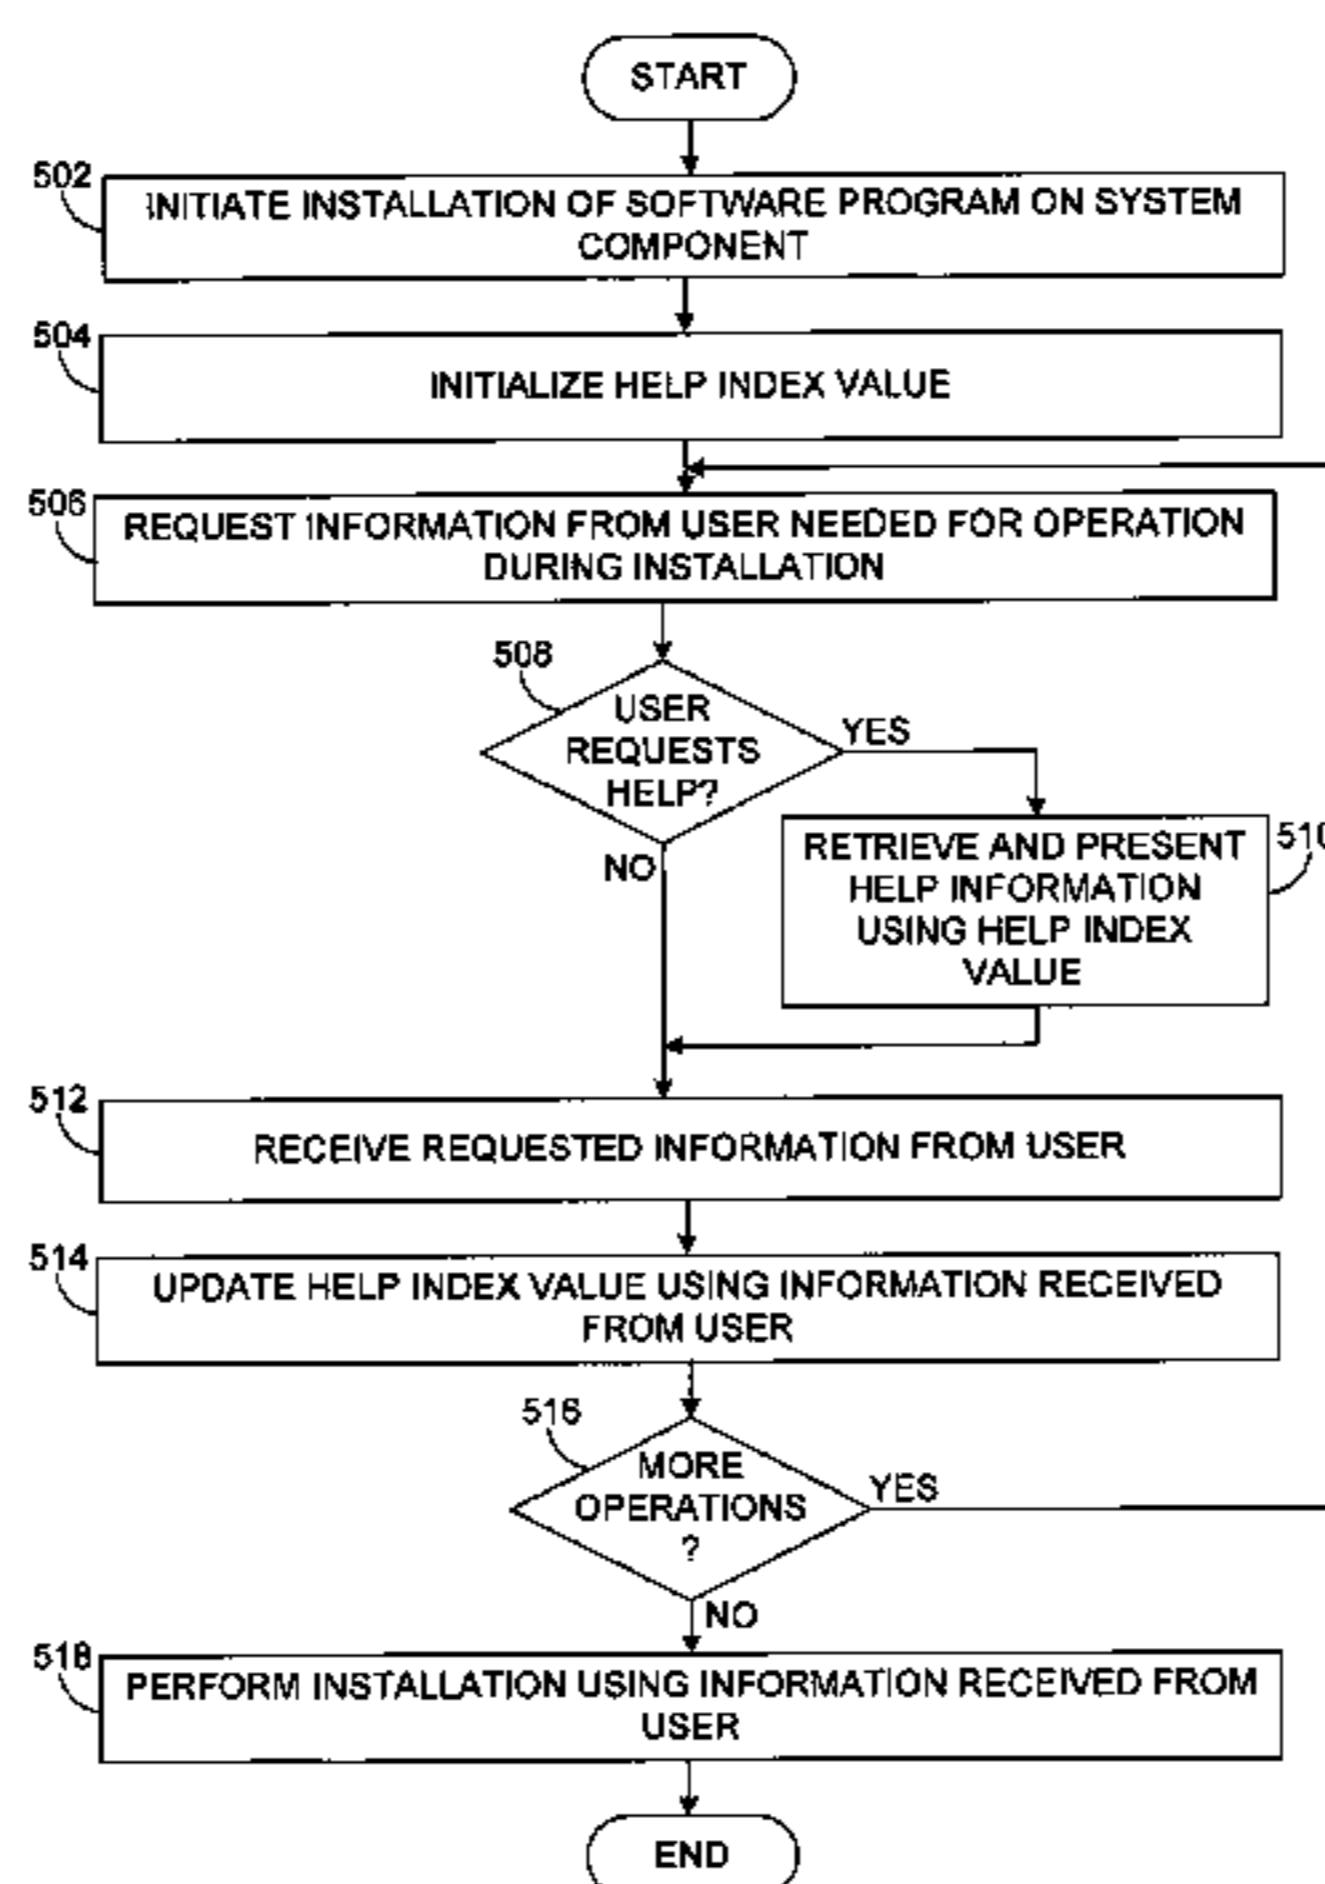 START
502
INITIATE INSTALLATION OF SOFTWARE PROGRAM ON SYSTEM
COMPONENT
504
INITIALIZE HELP INDEX VALUE
506
REQUEST INFORMATION FROM USER NEEDED FOR OPERATION
DURING INSTALLATION
508
USER
REQUESTS
HELP?
YES
NO
RETRIEVE AND PRESENT
HELP INFORMATION
USING HELP INDEX
VALUE
510
512
RECEIVE REQUESTED INFORMATION FROM USER
514
UPDATE HELP INDEX VALUE USING INFORMATION RECEIVED
FROM USER
516
MORE
OPERATIONS
?
YES
NO
518
PERFORM INSTALLATION USING INFORMATION RECEIVED FROM
USER
END